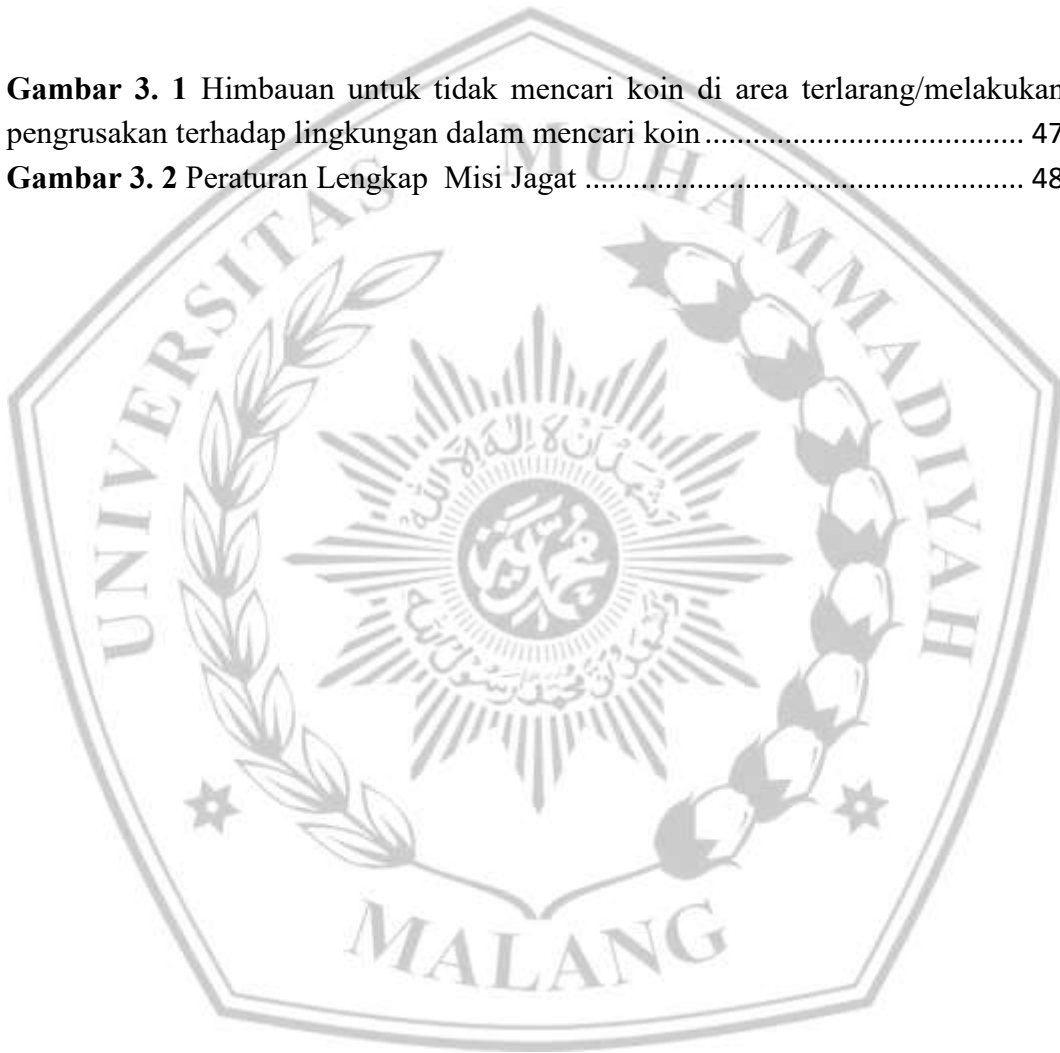 Gambar 3. 1 Himbauan untuk tidak mencari koin di area terlarang/melakukan
pengrusakan terhadap lingkungan dalam mencari koin ........................................ 47
Gambar 3. 2 Peraturan Lengkap  Misi Jagat ........................................................ 48
UNIVERSITAS MUHAMMADIYAH
MALANG